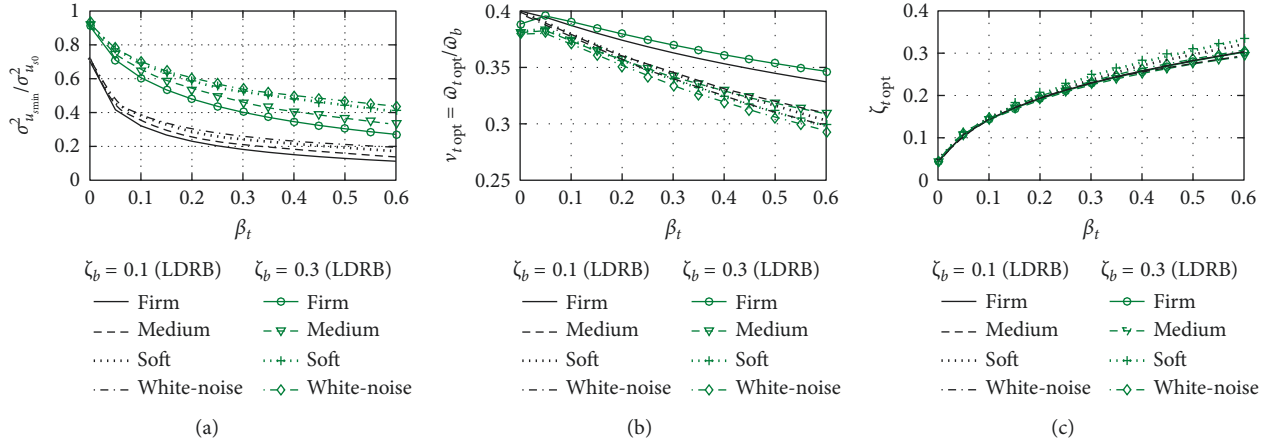 σ²ᵤₛₘᵢₙ / σ²ᵤₛ₀
1
0.8
0.6
0.4
0.2
0
0 0.1 0.2 0.3 0.4 0.5 0.6
βt
ζb = 0.1 (LDRB) ζb = 0.3 (LDRB)
Firm Firm
Medium Medium
Soft Soft
White-noise White-noise
(a)
νt opt = ω̃t opt/ω̃b
0.4
0.35
0.3
0.25
0 0.1 0.2 0.3 0.4 0.5 0.6
βt
ζb = 0.1 (LDRB) ζb = 0.3 (LDRB)
Firm Firm
Medium Medium
Soft Soft
White-noise White-noise
(b)
ζt opt
0.4
0.3
0.2
0.1
0
0 0.1 0.2 0.3 0.4 0.5 0.6
βt
ζb = 0.1 (LDRB) ζb = 0.3 (LDRB)
Firm Firm
Medium Medium
Soft Soft
White-noise White-noise
(c)